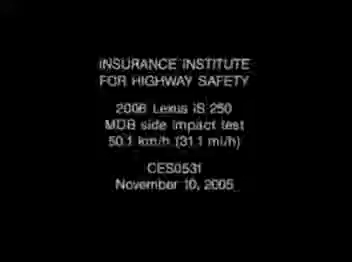 INSURANCE INSTITUTE
FOR HIGHWAY SAFETY
2006 Lexus IS 250
MDB side impact test
50.1 km/h (31.1 mi/h)
CES0531
November 10, 2005